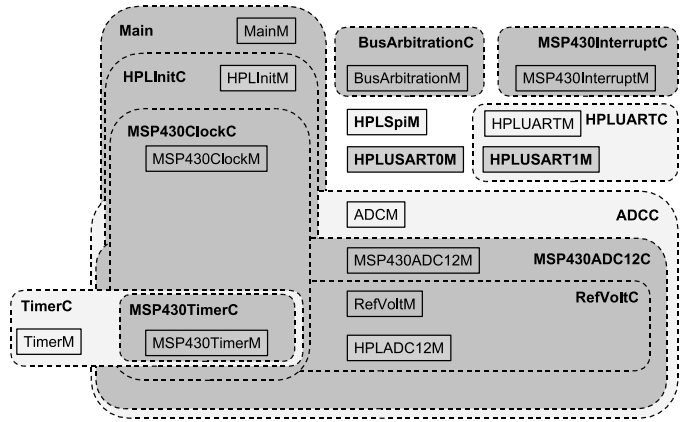 Main
MainM
BusArbitrationC
MSP430InterruptC
HPLInitC
HPLInitM
BusArbitrationM
MSP430InterruptM
MSP430ClockC
HPLSpiM
HPLUARTM
HPLUARTC
MSP430ClockM
HPLUSART0M
HPLUSART1M
ADCM
ADCC
MSP430ADC12M
MSP430ADC12C
TimerC
MSP430TimerC
RefVoltM
RefVoltC
TimerM
MSP430TimerM
HPLADC12M